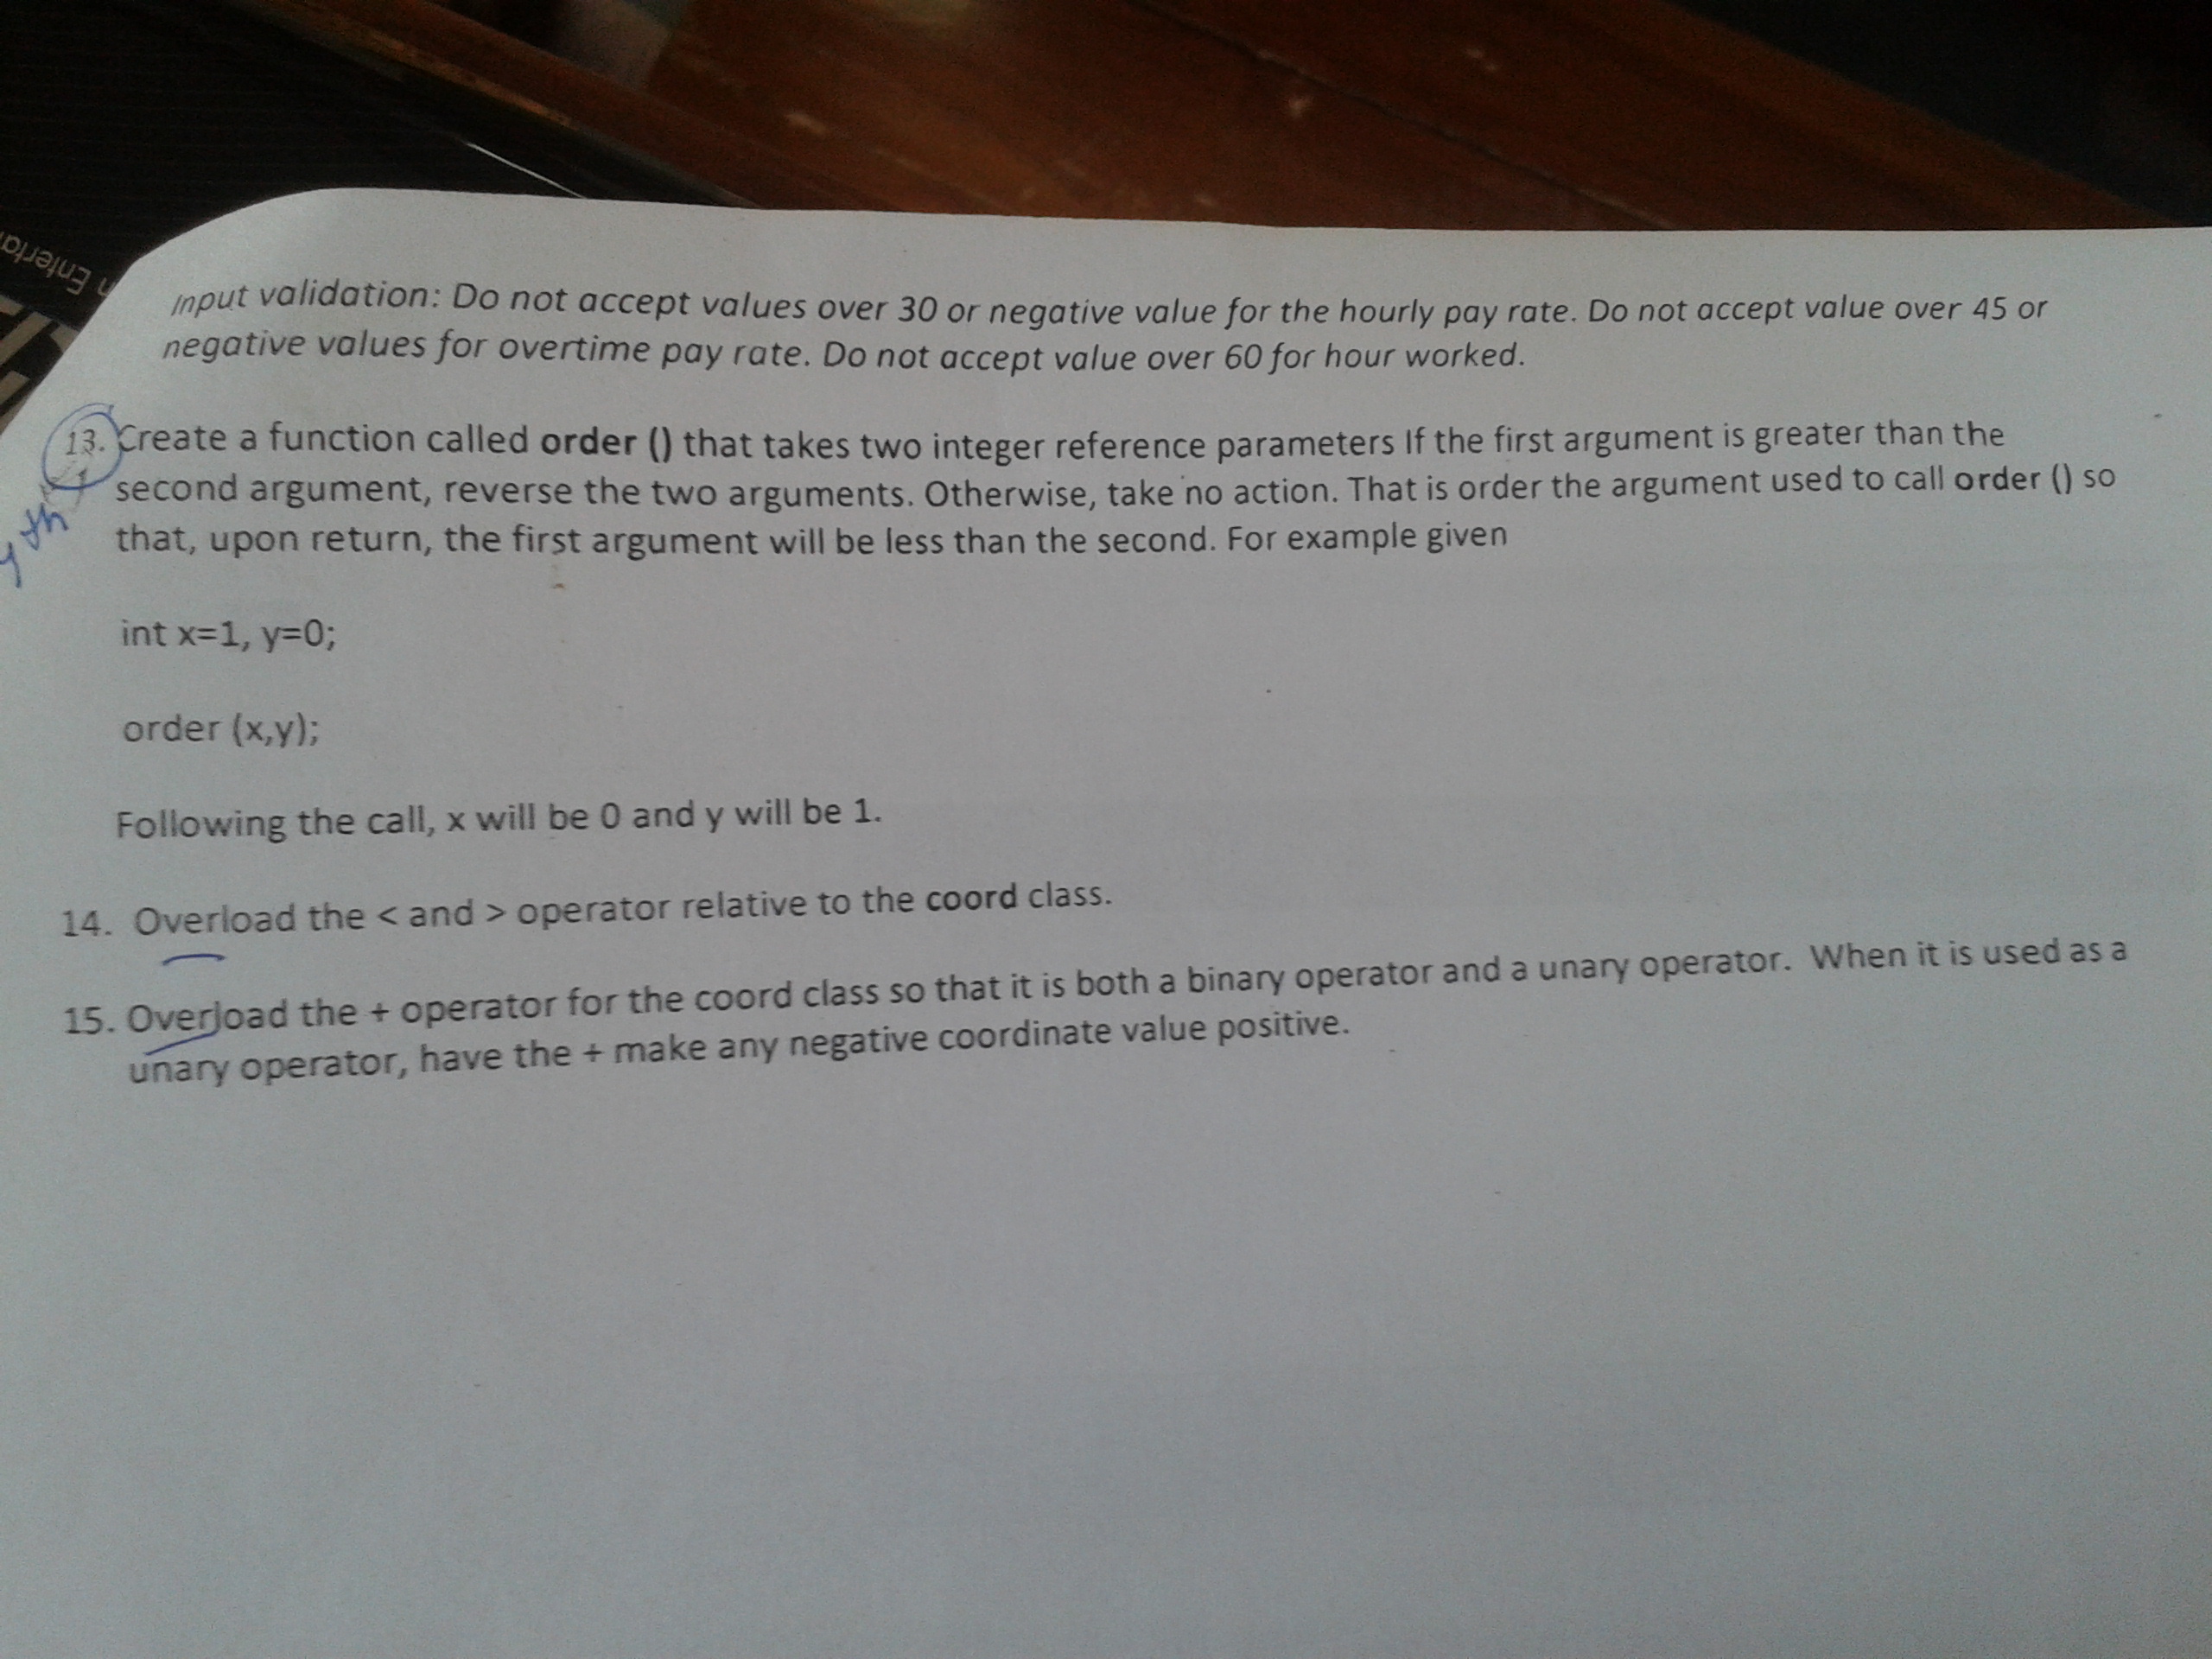 Input validation: Do not accept values over 30 or negative value for the hourly pay rate. Do not accept value over 45 or
negative values for overtime pay rate. Do not accept value over 60 for hour worked.
13. Create a function called order () that takes two integer reference parameters If the first argument is greater than the
second argument, reverse the two arguments. Otherwise, take no action. That is order the argument used to call order () so
that, upon return, the first argument will be less than the second. For example given
int x=1, y=0;
order (x,y);
Following the call, x will be 0 and y will be 1.
14. Overload the < and > operator relative to the coord class.
15. Overload the + operator for the coord class so that it is both a binary operator and a unary operator. When it is used as a
unary operator, have the + make any negative coordinate value positive.